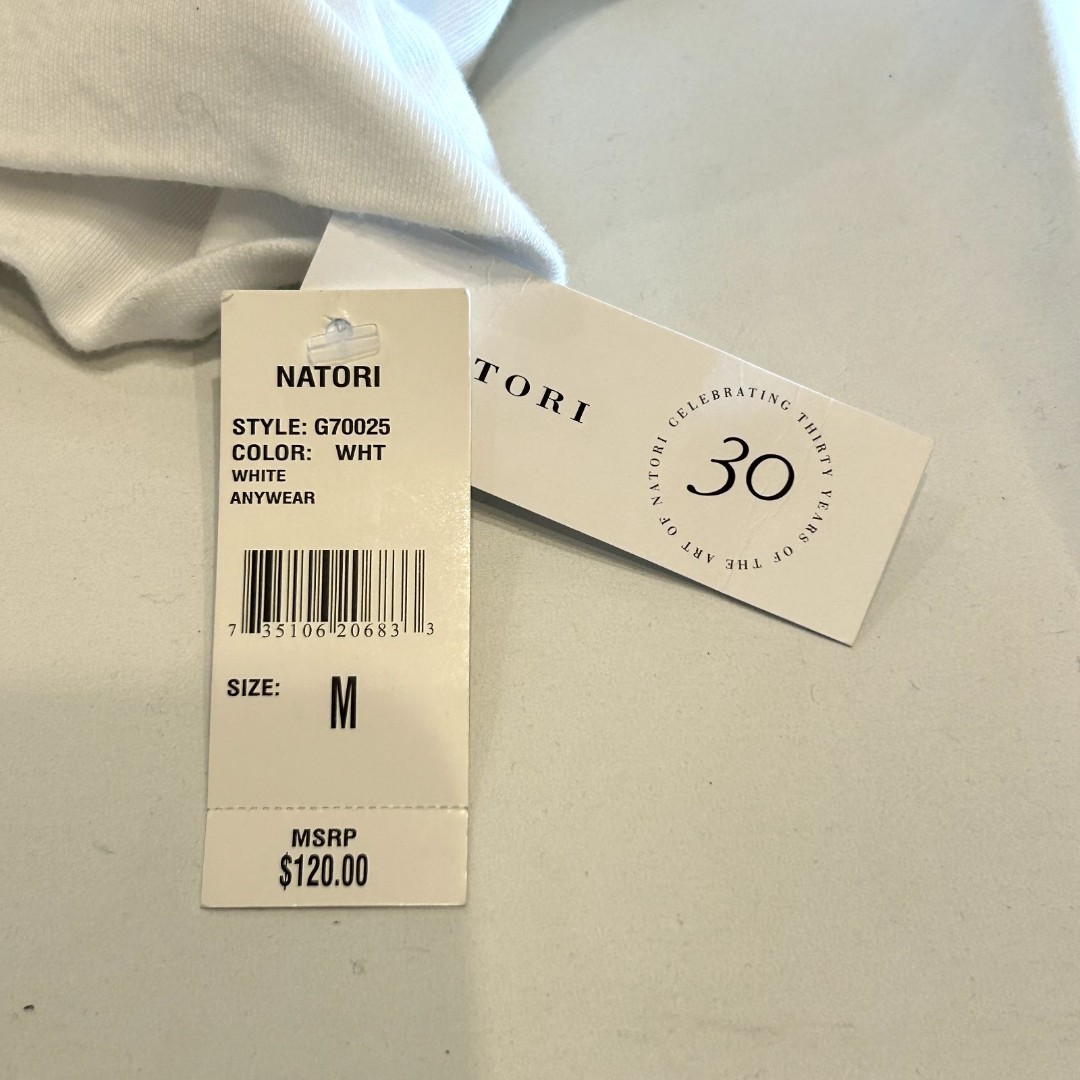 NATORI
STYLE: G70025
COLOR: WHT
WHITE
ANYWEAR
7 35106 20683 3
SIZE: M
MSRP
$120.00
TORI
CELEBRATING THIRTY YEARS OF THE ART OF NATORI
30